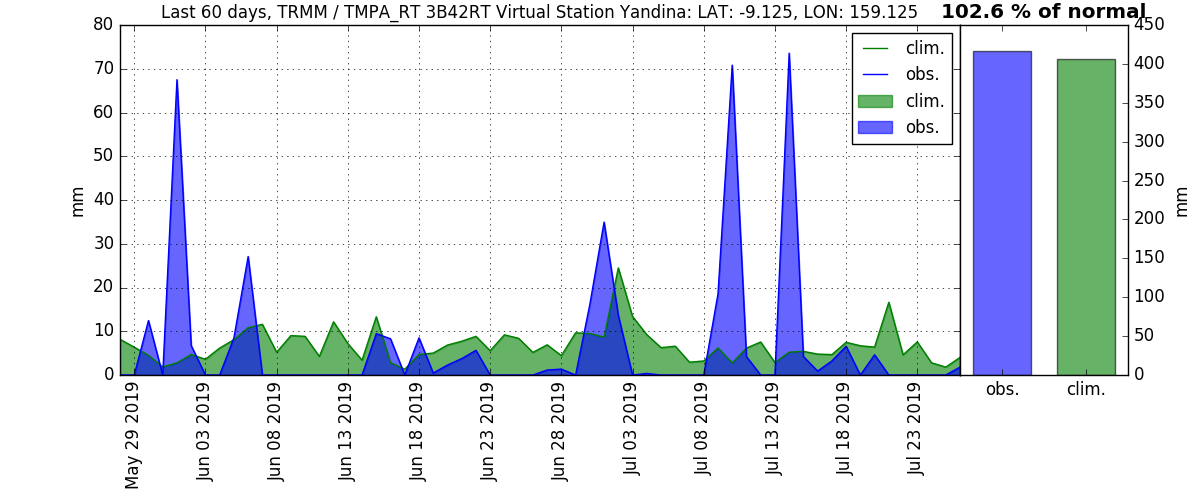 Last 60 days, TRMM / TMPA_RT 3B42RT Virtual Station Yandina: LAT: -9.125, LON: 159.125
102.6 % of normal
80
70
60
50
40
30
20
10
0
mm
clim.
obs.
clim.
obs.
450
400
350
300
250
200
150
100
50
0
mm
obs.
clim.
May 29 2019
Jun 03 2019
Jun 08 2019
Jun 13 2019
Jun 18 2019
Jun 23 2019
Jun 28 2019
Jul 03 2019
Jul 08 2019
Jul 13 2019
Jul 18 2019
Jul 23 2019